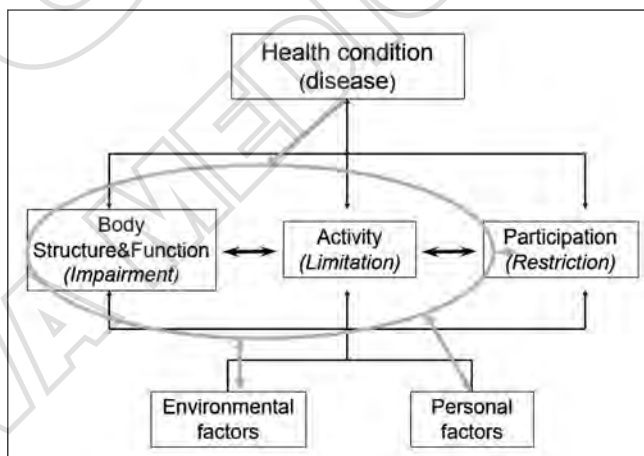 Health condition
(disease)
Body
Structure&Function
(Impairment)
Activity
(Limitation)
Participation
(Restriction)
Environmental
factors
Personal
factors